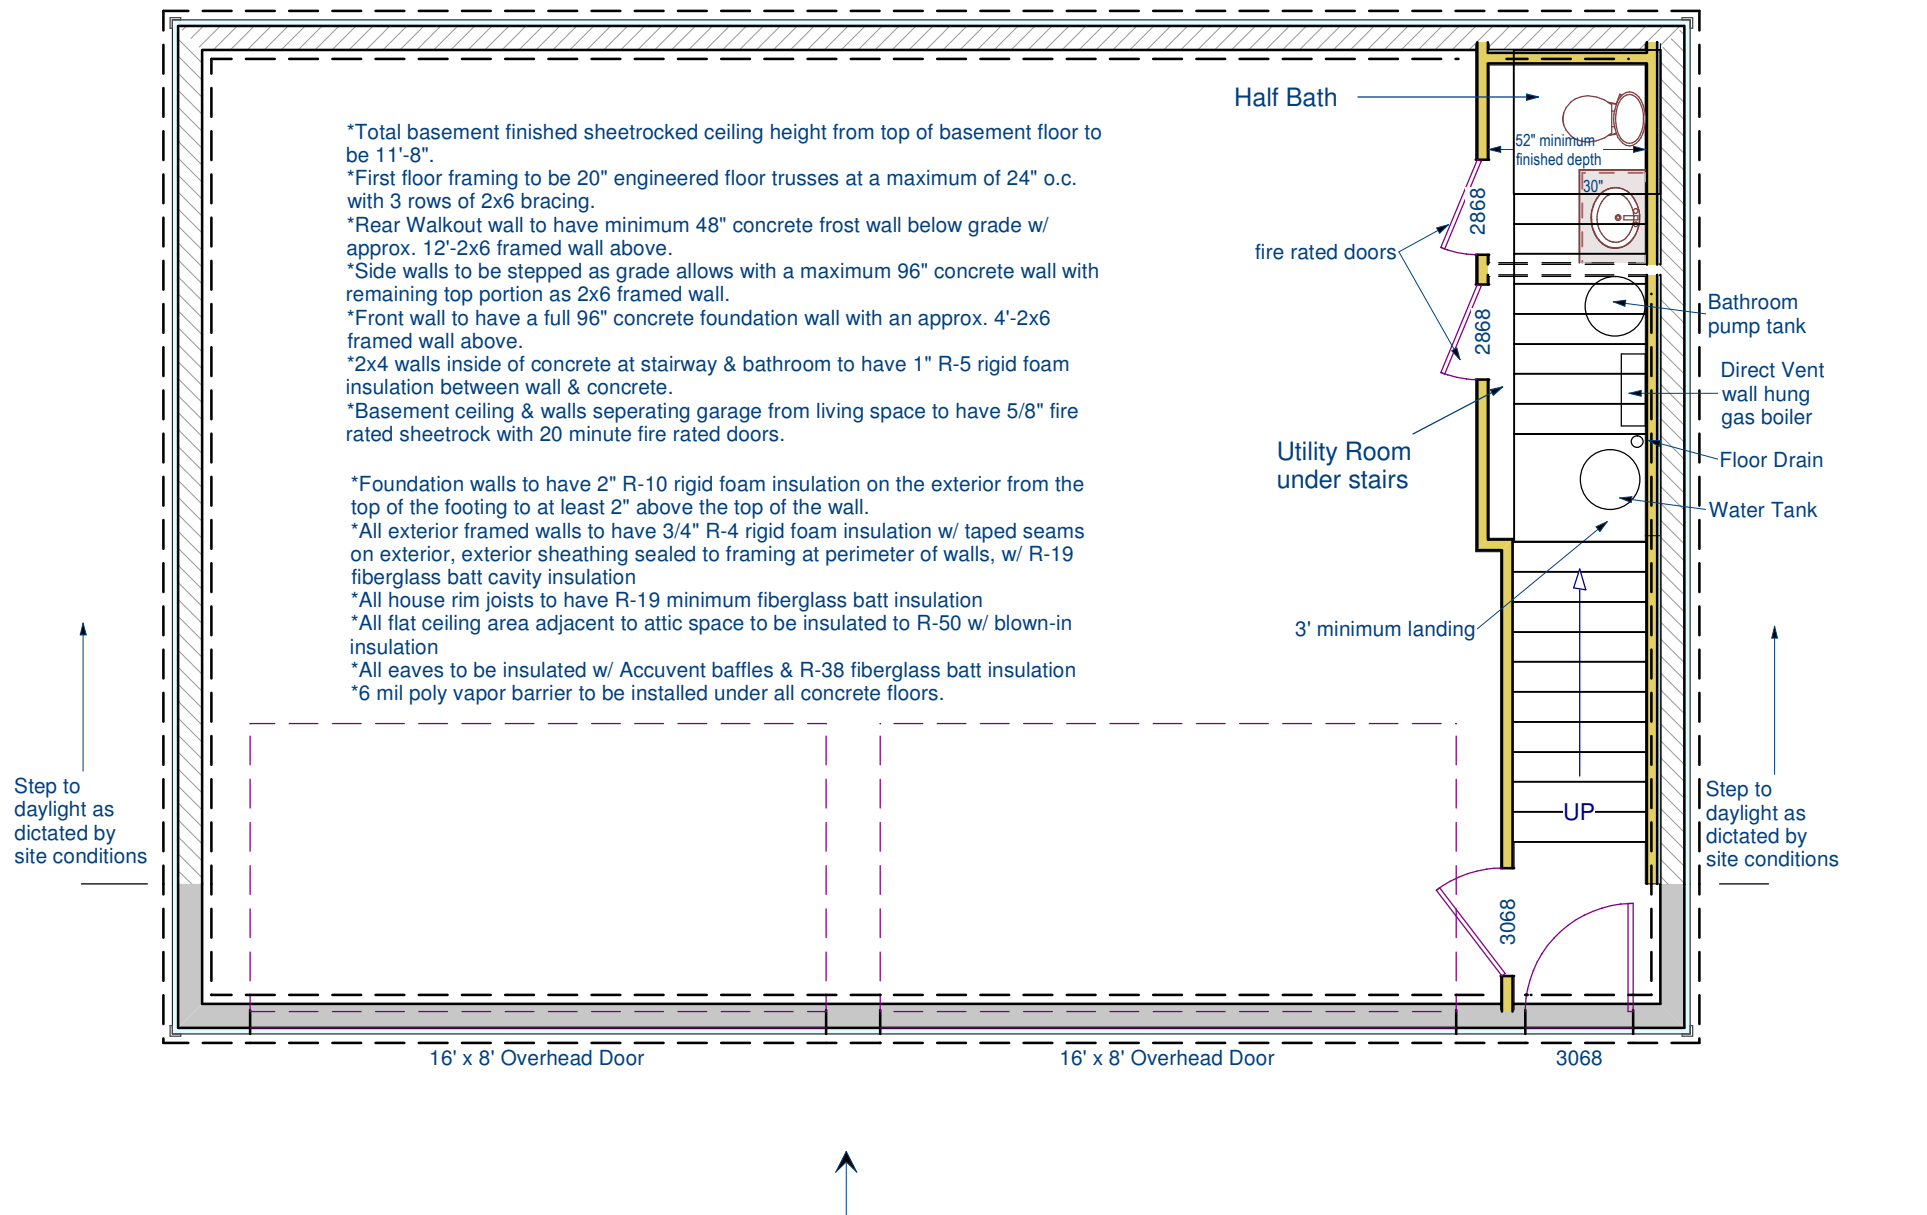 Half Bath
*Total basement finished sheetrocked ceiling height from top of basement floor to
be 11'-8".
*First floor framing to be 20" engineered floor trusses at a maximum of 24" o.c.
with 3 rows of 2x6 bracing.
*Rear Walkout wall to have minimum 48" concrete frost wall below grade w/
approx. 12'-2x6 framed wall above.
*Side walls to be stepped as grade allows with a maximum 96" concrete wall with
remaining top portion as 2x6 framed wall.
*Front wall to have a full 96" concrete foundation wall with an approx. 4'-2x6
framed wall above.
*2x4 walls inside of concrete at stairway & bathroom to have 1" R-5 rigid foam
insulation between wall & concrete.
*Basement ceiling & walls seperating garage from living space to have 5/8" fire
rated sheetrock with 20 minute fire rated doors.
*Foundation walls to have 2" R-10 rigid foam insulation on the exterior from the
top of the footing to at least 2" above the top of the wall.
*All exterior framed walls to have 3/4" R-4 rigid foam insulation w/ taped seams
on exterior, exterior sheathing sealed to framing at perimeter of walls, w/ R-19
fiberglass batt cavity insulation
*All house rim joists to have R-19 minimum fiberglass batt insulation
*All flat ceiling area adjacent to attic space to be insulated to R-50 w/ blown-in
insulation
*All eaves to be insulated w/ Accuvent baffles & R-38 fiberglass batt insulation
*6 mil poly vapor barrier to be installed under all concrete floors.
52" minimum
finished depth
30"
2868
fire rated doors
2868
Bathroom
pump tank
Direct Vent
wall hung
gas boiler
Utility Room
under stairs
Floor Drain
Water Tank
3' minimum landing
UP
Step to
daylight as
dictated by
site conditions
Step to
daylight as
dictated by
site conditions
3068
16' x 8' Overhead Door
16' x 8' Overhead Door
3068